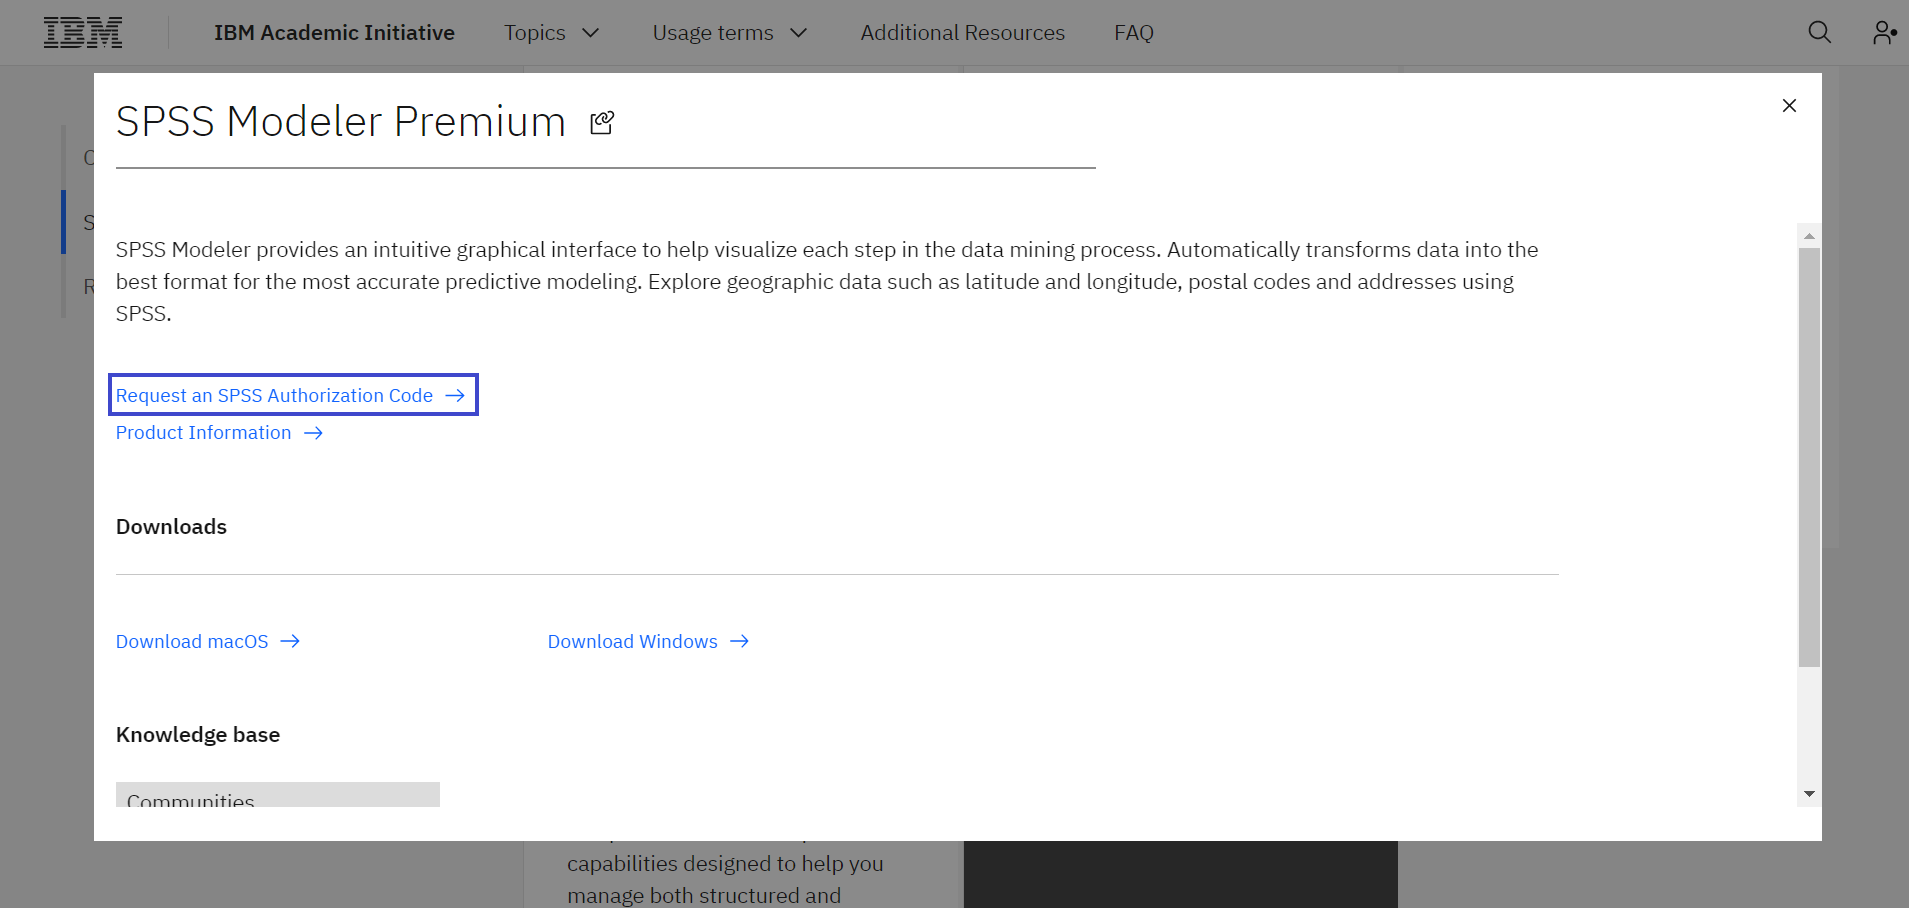 IBM IBM Academic Initiative Topics Usage terms Additional Resources FAQ
SPSS Modeler Premium
SPSS Modeler provides an intuitive graphical interface to help visualize each step in the data mining process. Automatically transforms data into the
best format for the most accurate predictive modeling. Explore geographic data such as latitude and longitude, postal codes and addresses using
SPSS.
Request an SPSS Authorization Code
Product Information
Downloads
Download macOS Download Windows
Knowledge base
Communities
capabilities designed to help you
manage both structured and